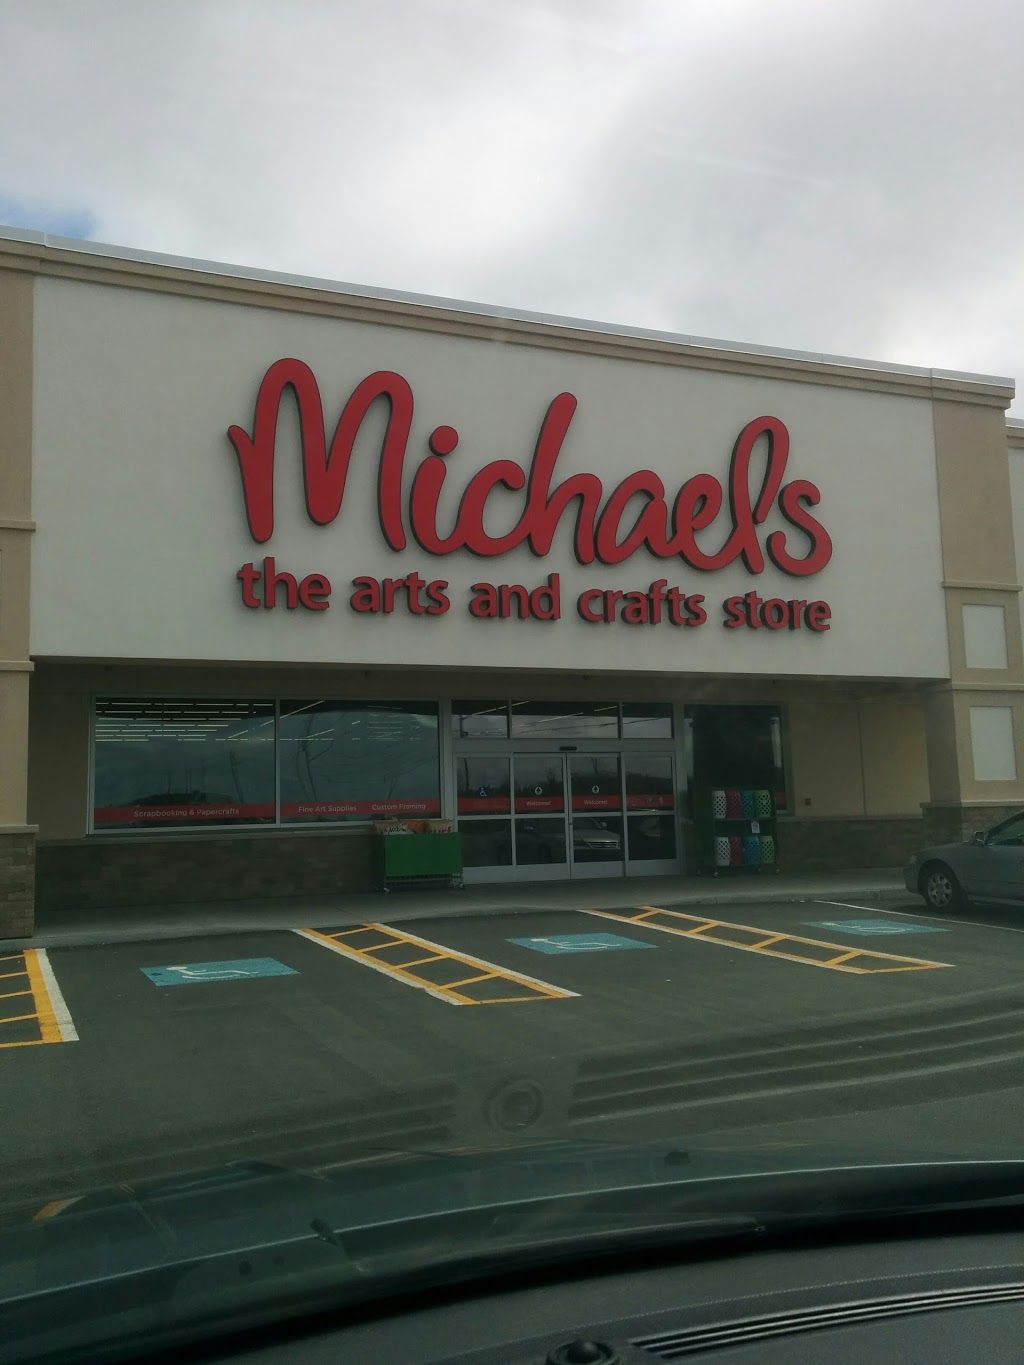 Michaels
the arts and crafts store
Scrapbooking & Papercrafts
Fine Art Supplies
Custom Framing
Welcome!
Welcome!